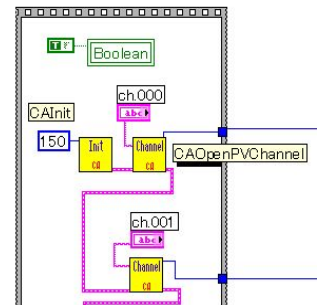 TF
Boolean
ch.000
abc
CAInit
150
Init
CA
Channel
CA
CAOpenPVChannel
ch.001
abc
Channel
CA